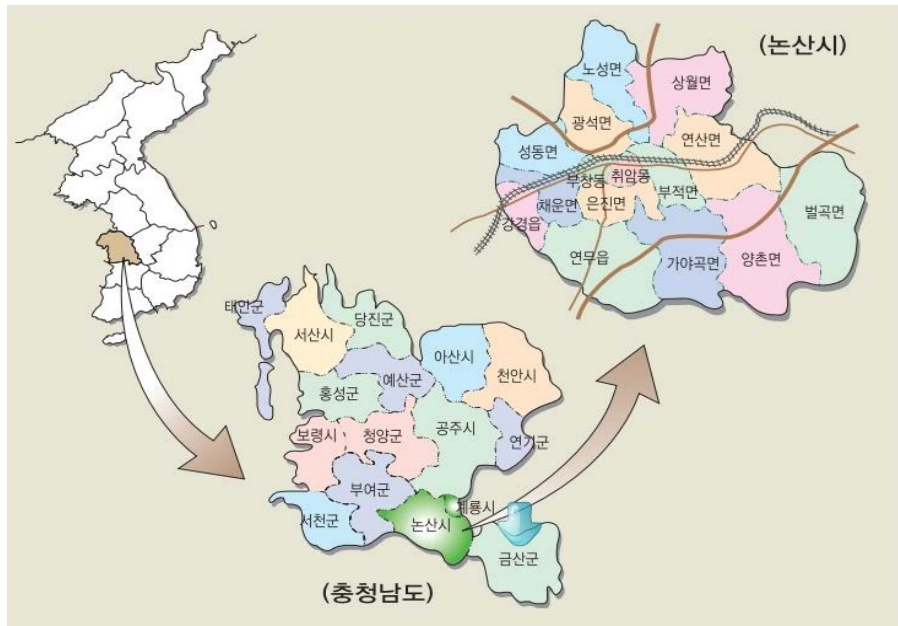 (논산시)
노성면
상월면
광석면
연산면
성동면
부창동
취암동
부적면
채운면
은진면
벌곡면
강경읍
연무읍
가야곡면
양촌면
태안군
서산시
당진군
아산시
천안시
예산군
홍성군
보령시
청양군
공주시
연기군
부여군
계룡시
서천군
논산시
금산군
(충청남도)